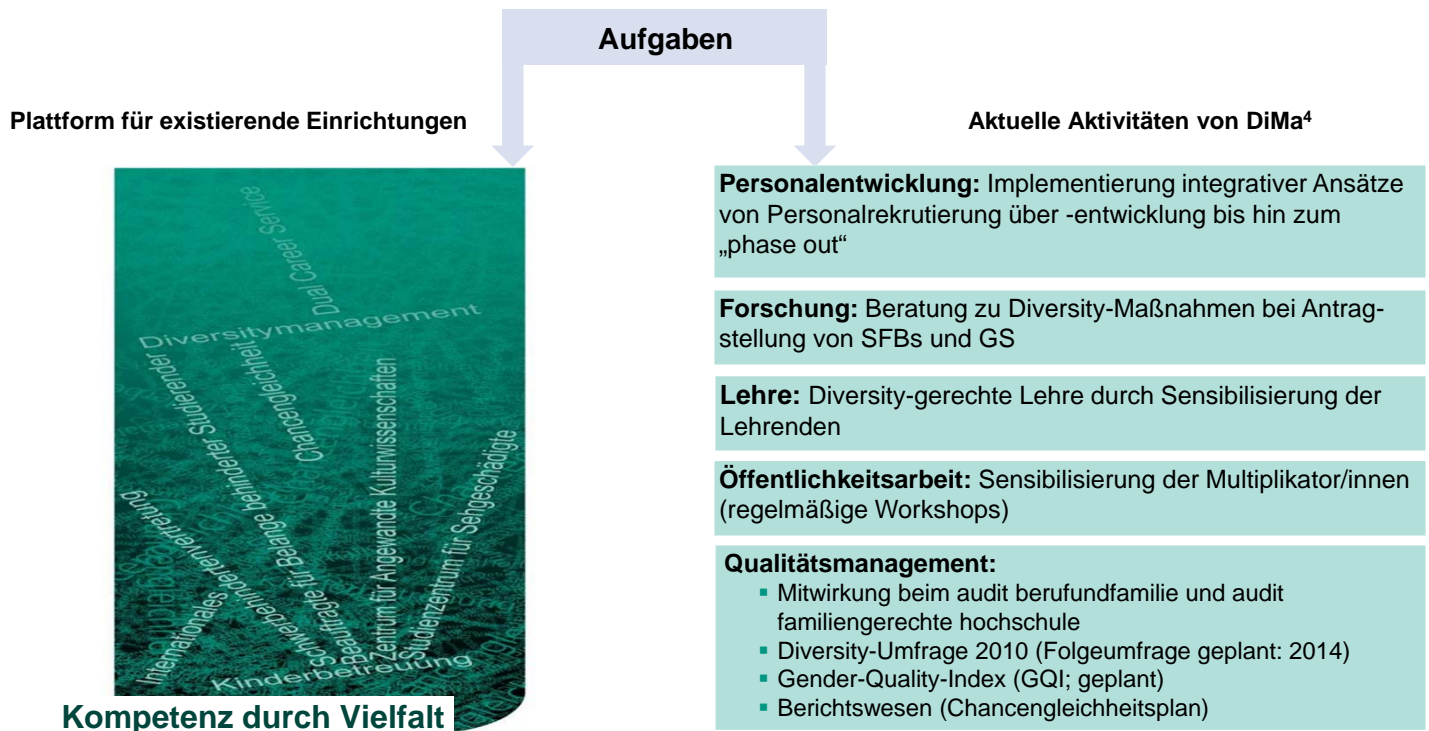 Aufgaben
Plattform für existierende Einrichtungen
Dual Career Service
Diversitymanagement
Chancengleichheit
Internationales
Schwerbehindertenvertretung
Beauftragte für Belange behinderter Studierender
Zentrum für Angewandte Kulturwissenschaften
Studienzentrum für Sehgeschädigte
Kinderbetreuung
Kompetenz durch Vielfalt
Aktuelle Aktivitäten von DiMa⁴
Personalentwicklung: Implementierung integrativer Ansätze
von Personalrekrutierung über -entwicklung bis hin zum
„phase out“
Forschung: Beratung zu Diversity-Maßnahmen bei Antrag-
stellung von SFBs und GS
Lehre: Diversity-gerechte Lehre durch Sensibilisierung der
Lehrenden
Öffentlichkeitsarbeit: Sensibilisierung der Multiplikator/innen
(regelmäßige Workshops)
Qualitätsmanagement:
▪ Mitwirkung beim audit berufundfamilie und audit
familiengerechte hochschule
▪ Diversity-Umfrage 2010 (Folgeumfrage geplant: 2014)
▪ Gender-Quality-Index (GQI; geplant)
▪ Berichtswesen (Chancengleichheitsplan)